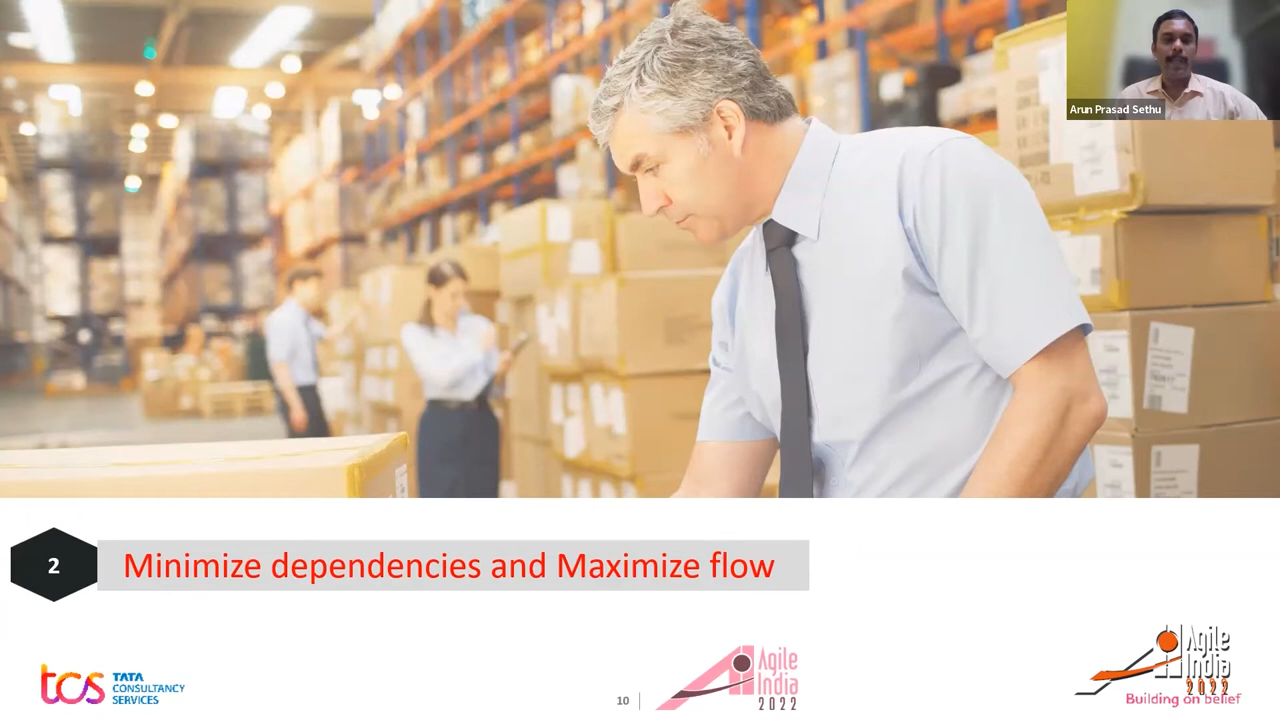 Arun Prasad Sethu
2
Minimize dependencies and Maximize flow
tcs
TATA
CONSULTANCY
SERVICES
10
Agile
India
2022
Agile
India
2022
Building on belief